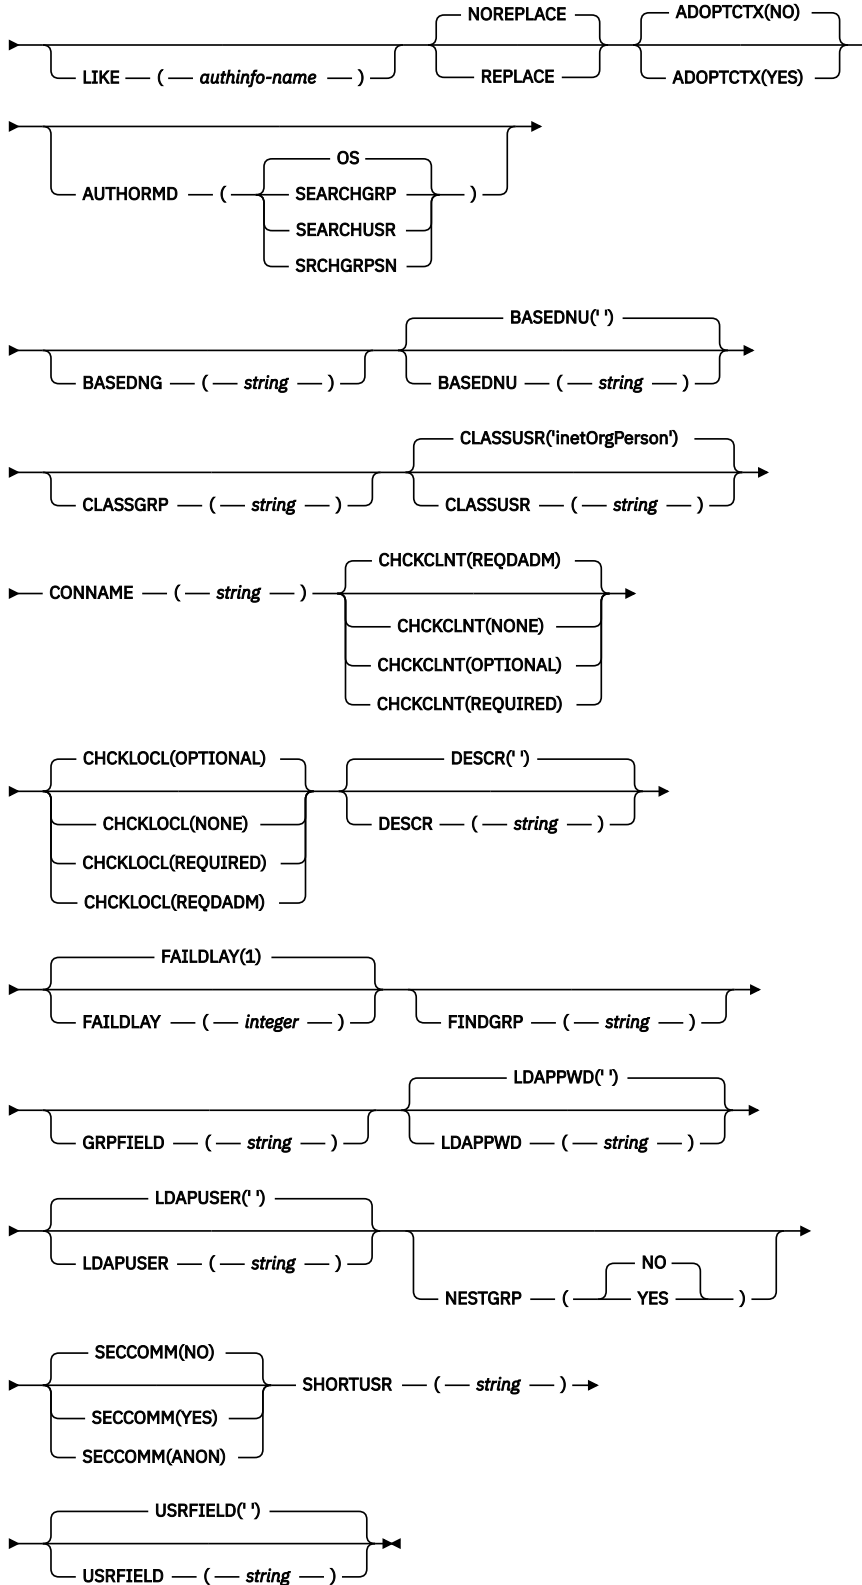 NOREPLACE ADOPTCTX(NO)
LIKE ( authinfo-name ) REPLACE ADOPTCTX(YES)
OS
AUTHORMD ( SEARCHGRP )
SEARCHUSR
SRCHGRPSN
BASEDNU(' ')
BASEDNG ( string ) BASEDNU ( string )
CLASSUSR('inetOrgPerson')
CLASSGRP ( string ) CLASSUSR ( string )
CHCKCLNT(REQDADM)
CONNAME ( string )
CHCKCLNT(NONE)
CHCKCLNT(OPTIONAL)
CHCKCLNT(REQUIRED)
CHCKLOCL(OPTIONAL) DESCR(' ')
CHCKLOCL(NONE) DESCR ( string )
CHCKLOCL(REQUIRED)
CHCKLOCL(REQDADM)
FAILDLAY(1)
FAILDLAY ( integer ) FINDGRP ( string )
LDAPPWD(' ')
GRPFIELD ( string ) LDAPPWD ( string )
LDAPUSER(' ')
LDAPUSER ( string ) NO
NESTGRP ( YES )
SECCOMM(NO)
SHORTUSR ( string )
SECCOMM(YES)
SECCOMM(ANON)
USRFIELD(' ')
USRFIELD ( string )